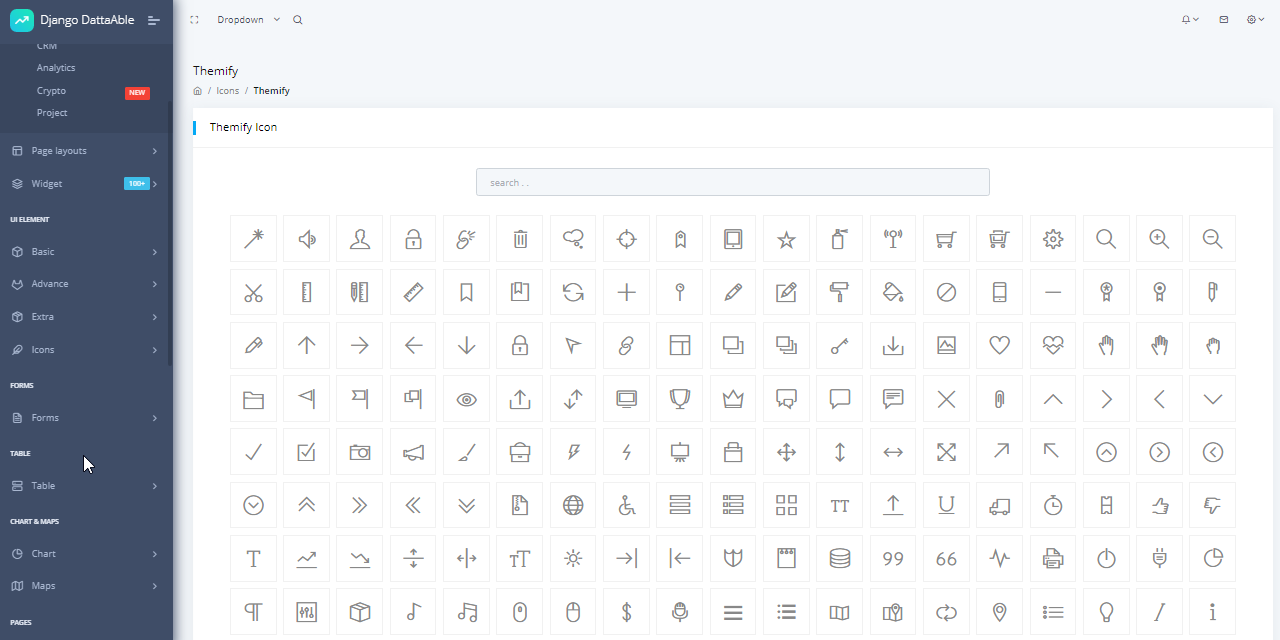 Django DattaAble
Dropdown
CRM
Analytics
Crypto
NEW
Project
Page layouts
Widget
100+
UI ELEMENT
Basic
Advance
Extra
Icons
FORMS
Forms
TABLE
Table
CHART & MAPS
Chart
Maps
PAGES
Themify
/ Icons / Themify
Themify Icon
search . .